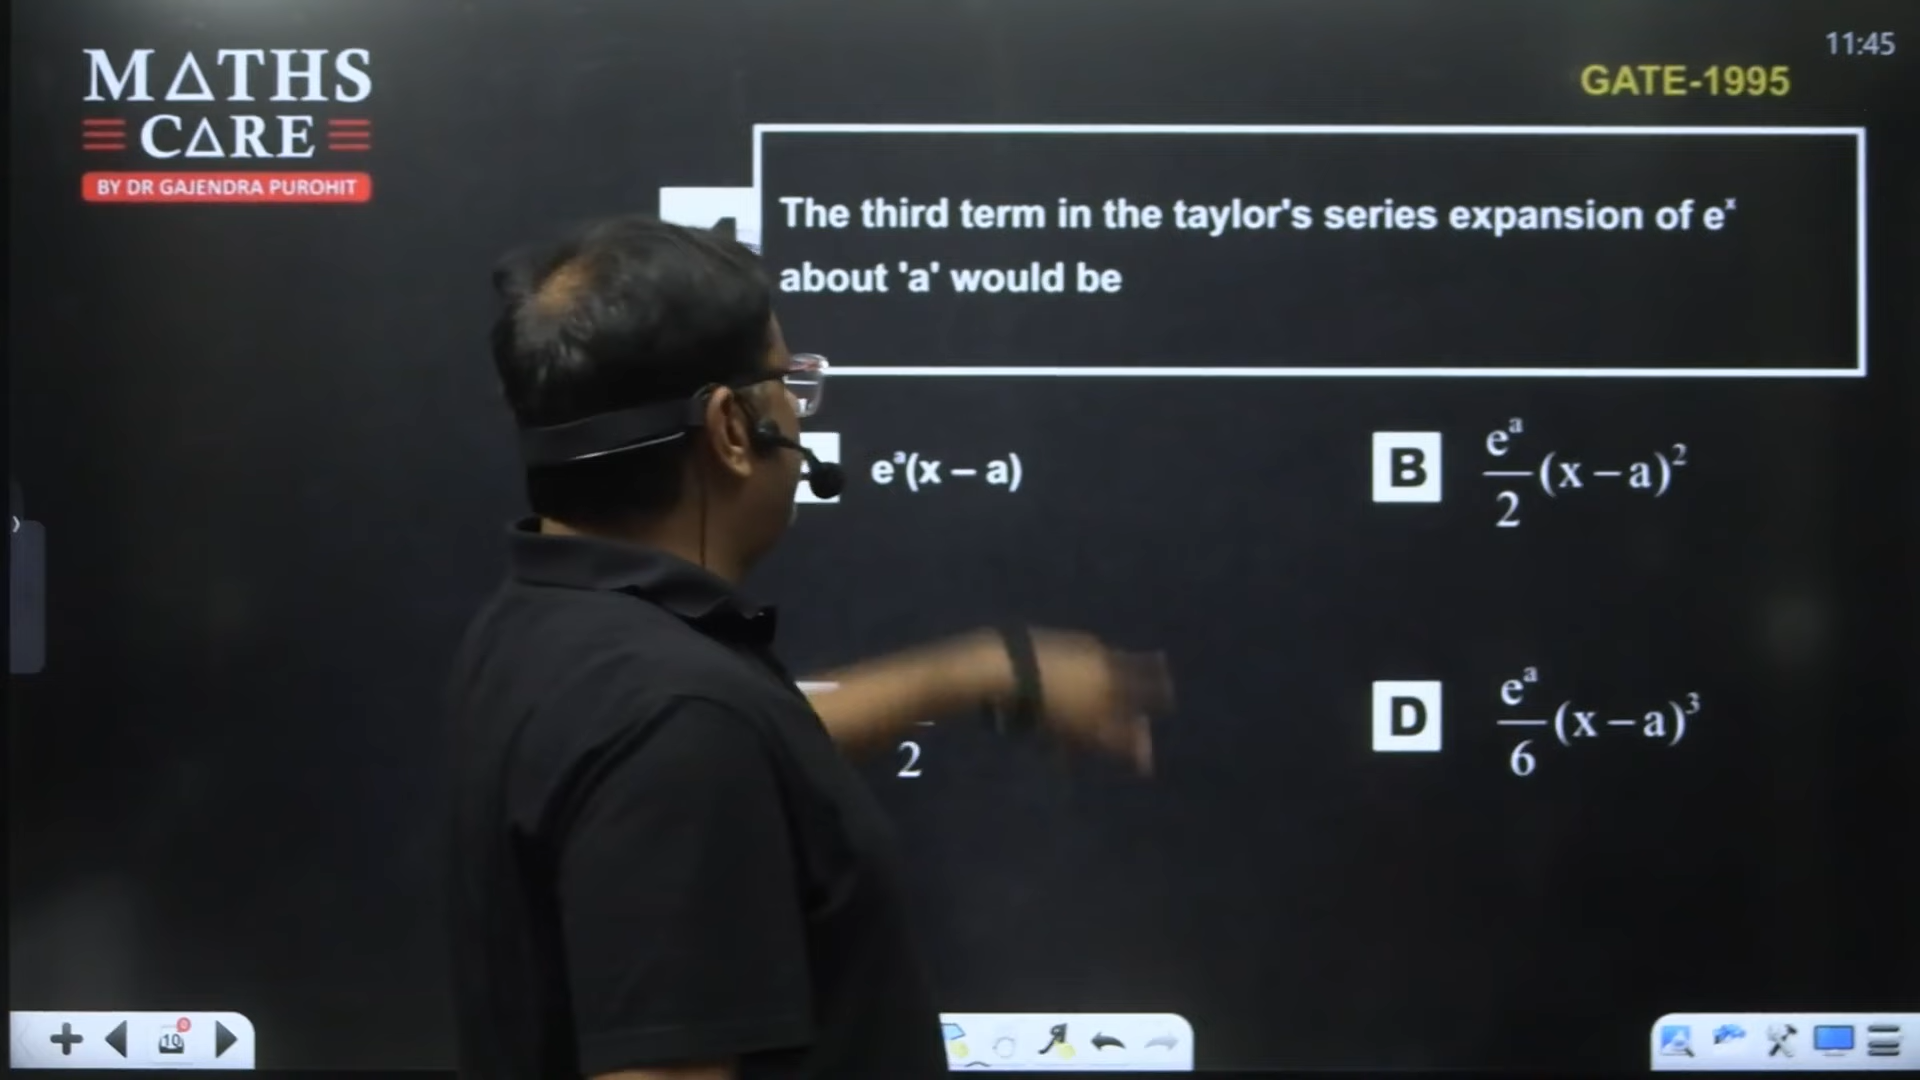 MATHS
CARE
BY DR GAJENDRA PUROHIT
11:45
GATE-1995
The third term in the taylor's series expansion of eˣ
about 'a' would be
eᵃ(x – a)
B eᵃ/2 (x – a)²
2
D eᵃ/6 (x – a)³
10